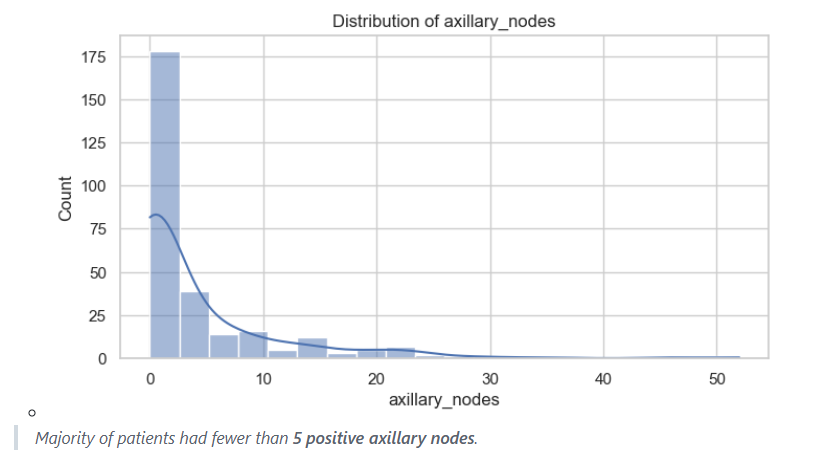 Distribution of axillary_nodes
175
150
125
100
75
50
25
0
Count
0 10 20 30 40 50
axillary_nodes
Majority of patients had fewer than 5 positive axillary nodes.